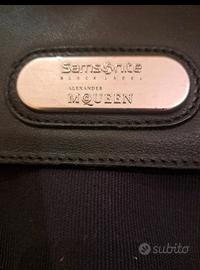 Samsonite
BLACK LABEL
ALEXANDER
McQUEEN
subito